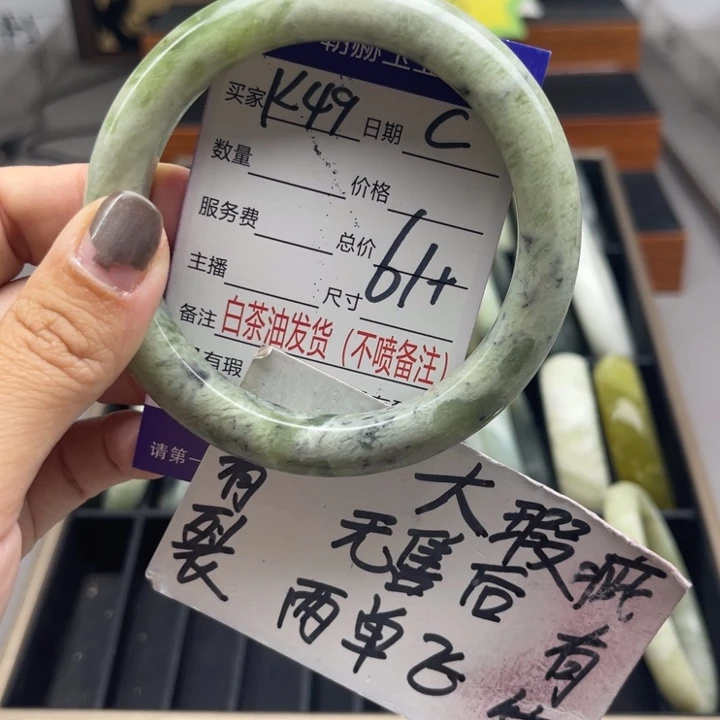 买家 K49 日期 C
数量 价格
服务费 总价
主播 尺寸 61+
备注 白茶油发货（不喷备注）
有瑕
请第一
有裂
大瑕疵有
无售后
两单飞